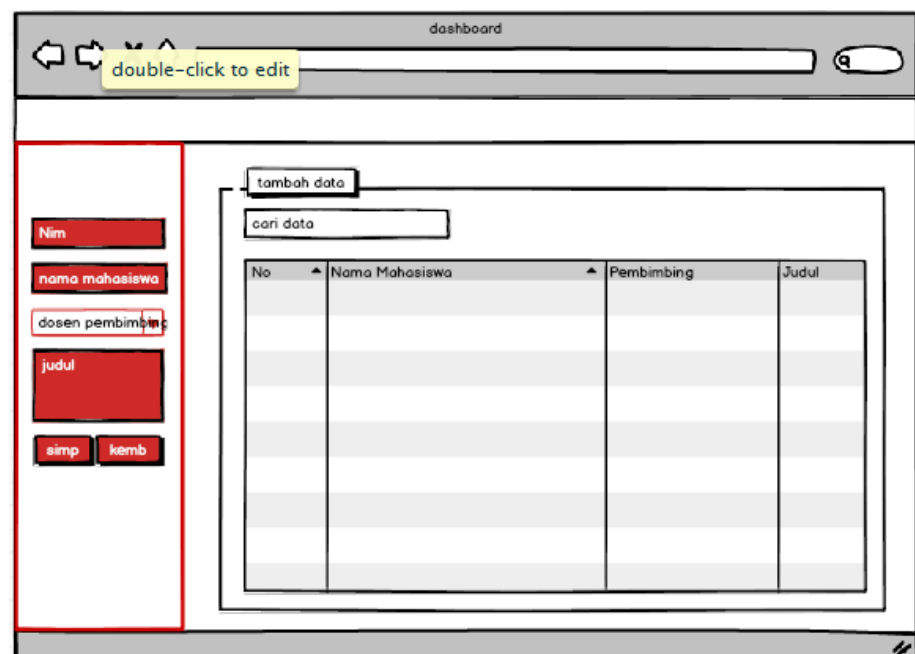 dashboard
double-click to edit
tambah data
cari data
No Nama Mahasiswa Pembimbing Judul
Nim
nama mahasiswa
dosen pembimbing
judul
simp kemb